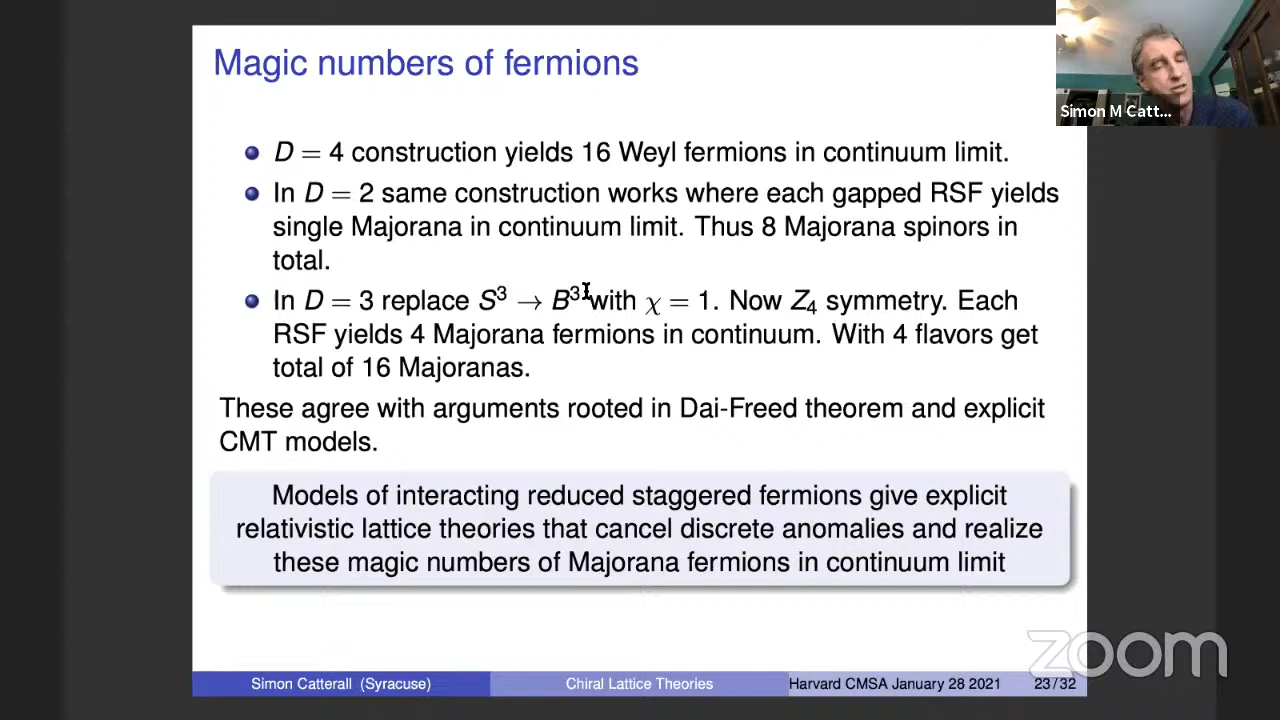 Magic numbers of fermions
D = 4 construction yields 16 Weyl fermions in continuum limit.
In D = 2 same construction works where each gapped RSF yields
single Majorana in continuum limit. Thus 8 Majorana spinors in
total.
In D = 3 replace S³ → B³ with χ = 1. Now Z₄ symmetry. Each
RSF yields 4 Majorana fermions in continuum. With 4 flavors get
total of 16 Majoranas.
These agree with arguments rooted in Dai-Freed theorem and explicit
CMT models.
Models of interacting reduced staggered fermions give explicit
relativistic lattice theories that cancel discrete anomalies and realize
these magic numbers of Majorana fermions in continuum limit
Simon Catterall (Syracuse) Chiral Lattice Theories Harvard CMSA January 28 2021 23/32
Simon M Catt...
zoom